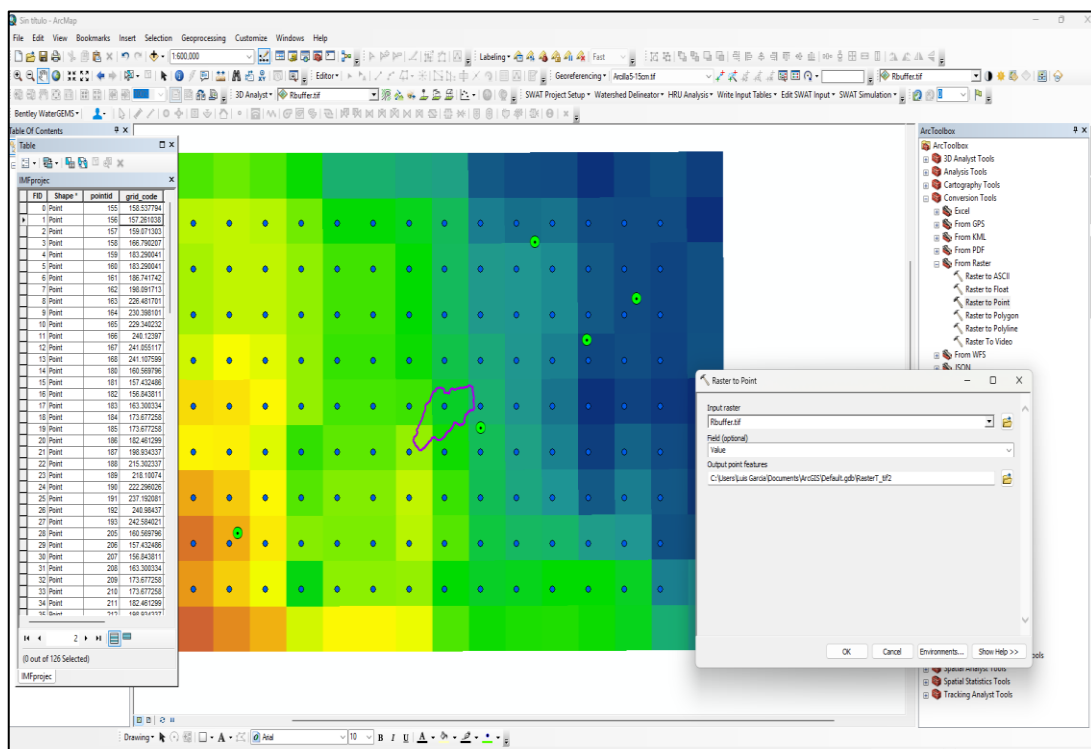 Sin título - ArcMap
File Edit View Bookmarks Insert Selection Geoprocessing Customize Windows Help
1:600,000
Labeling
Fast
Editor
Georeferencing Arcilla5-15cm.tif
Rbuffer.tif
3D Analyst Rbuffer.tif
SWAT Project Setup Watershed Delineator HRU Analysis Write Input Tables Edit SWAT Input SWAT Simulation
Bentley WaterGEMS
Table Of Contents
Table
IMFprojec
FID Shape * pointid grid_code
0 Point 155 158.537794
1 Point 156 157.261038
2 Point 157 159.071303
3 Point 158 166.790207
4 Point 159 183.290041
5 Point 160 183.290041
6 Point 161 186.741742
7 Point 162 198.091713
8 Point 163 226.481701
9 Point 164 230.398101
10 Point 165 229.340232
11 Point 166 240.12397
12 Point 167 241.055117
13 Point 168 241.107599
14 Point 180 160.569796
15 Point 181 157.432486
16 Point 182 156.843811
17 Point 183 163.300334
18 Point 184 173.677258
19 Point 185 173.677258
20 Point 186 182.461299
21 Point 187 198.934337
22 Point 188 215.302337
23 Point 189 218.10074
24 Point 190 222.296026
25 Point 191 237.192081
26 Point 192 240.98437
27 Point 193 242.584021
28 Point 205 160.569796
29 Point 206 157.432486
30 Point 207 156.843811
31 Point 208 163.300334
32 Point 209 173.677258
33 Point 210 173.677258
34 Point 211 182.461299
35 Point 212 198.934337
2
(0 out of 126 Selected)
IMFprojec
ArcToolbox
ArcToolbox
3D Analyst Tools
Analysis Tools
Cartography Tools
Conversion Tools
Excel
From GPS
From KML
From PDF
From Raster
Raster to ASCII
Raster to Float
Raster to Point
Raster to Polygon
Raster to Polyline
Raster To Video
From WFS
JSON
Raster to Point
Input raster
Rbuffer.tif
Field (optional)
Value
Output point features
C:\Users\Luis Garcia\Documents\ArcGIS\Default.gdb\RasterT_tif2
OK Cancel Environments... Show Help >>
Spatial Analyst Tools
Spatial Statistics Tools
Tracking Analyst Tools
Drawing
Arial
10
B I U A